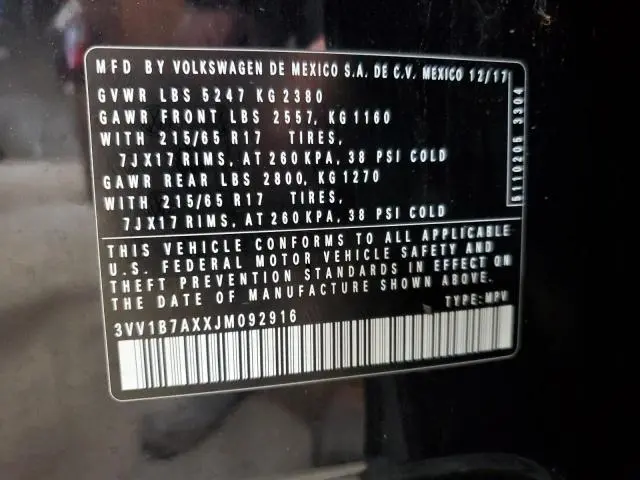 MFD BY VOLKSWAGEN DE MEXICO S.A. DE C.V. MEXICO 12/17
GVWR LBS 5247 KG 2380
GAWR FRONT LBS 2557, KG 1160
WITH 215/65 R17 TIRES,
7JX17 RIMS, AT 260 KPA, 38 PSI COLD
GAWR REAR LBS 2800, KG 1270
WITH 215/65 R17 TIRES,
7JX17 RIMS, AT 260 KPA, 38 PSI COLD
5110205 3304
THIS VEHICLE CONFORMS TO ALL APPLICABLE
U.S. FEDERAL MOTOR VEHICLE SAFETY AND
THEFT PREVENTION STANDARDS IN EFFECT ON
THE DATE OF MANUFACTURE SHOWN ABOVE.
3VV1B7AXXJM092916 TYPE: MPV